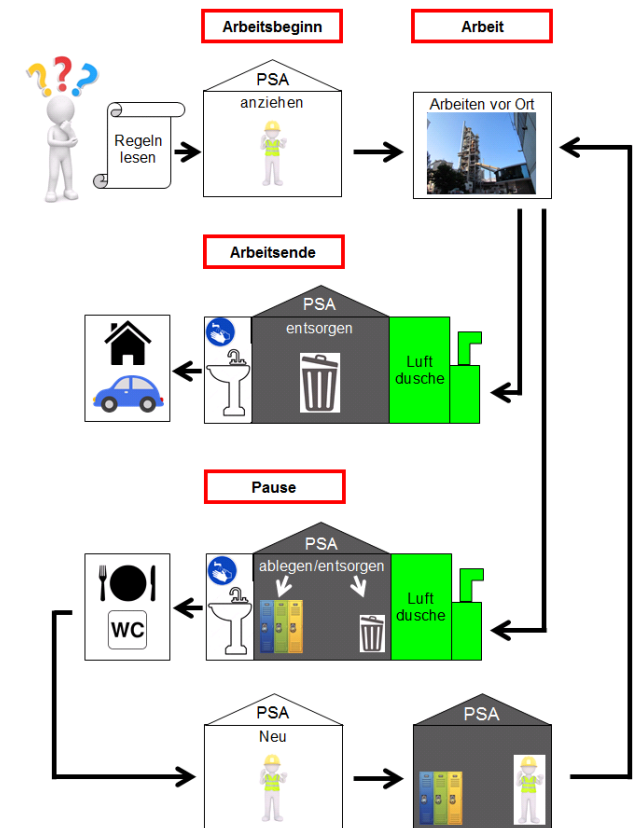 Arbeitsbeginn
Arbeit
PSA
anziehen
Arbeiten vor Ort
Regeln
lesen
Arbeitsende
PSA
entsorgen
Luft
dusche
Pause
PSA
ablegen/entsorgen
Luft
dusche
WC
PSA
Neu
PSA